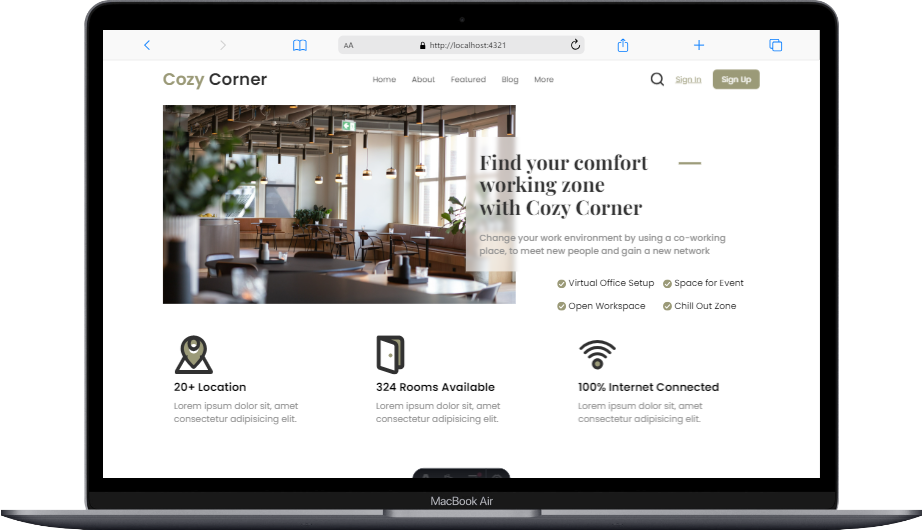 AA
http://localhost:4321
Cozy Corner
Home About Featured Blog More
Sign In
Sign Up
Find your comfort
working zone
with Cozy Corner
Change your work environment by using a co-working
place, to meet new people and gain a new network
Virtual Office Setup
Space for Event
Open Workspace
Chill Out Zone
20+ Location
Lorem ipsum dolor sit, amet
consectetur adipisicing elit.
324 Rooms Available
Lorem ipsum dolor sit, amet
consectetur adipisicing elit.
100% Internet Connected
Lorem ipsum dolor sit, amet
consectetur adipisicing elit.
MacBook Air